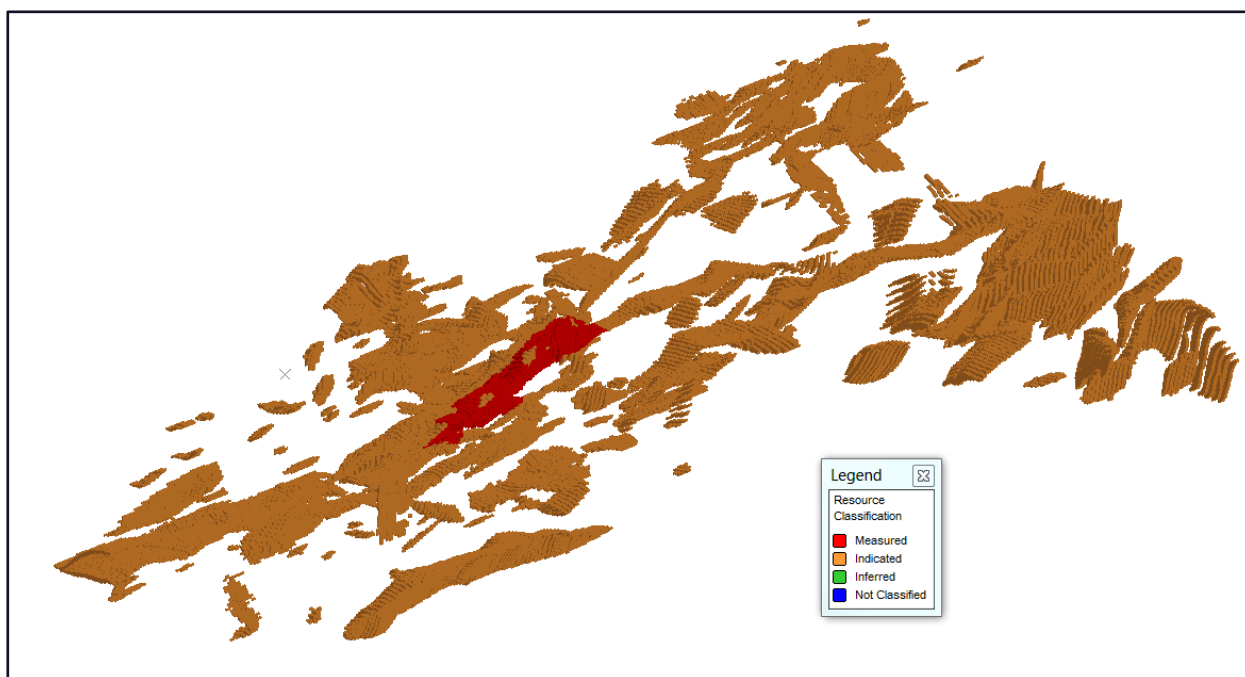 Legend
Resource
Classification
Measured
Indicated
Inferred
Not Classified